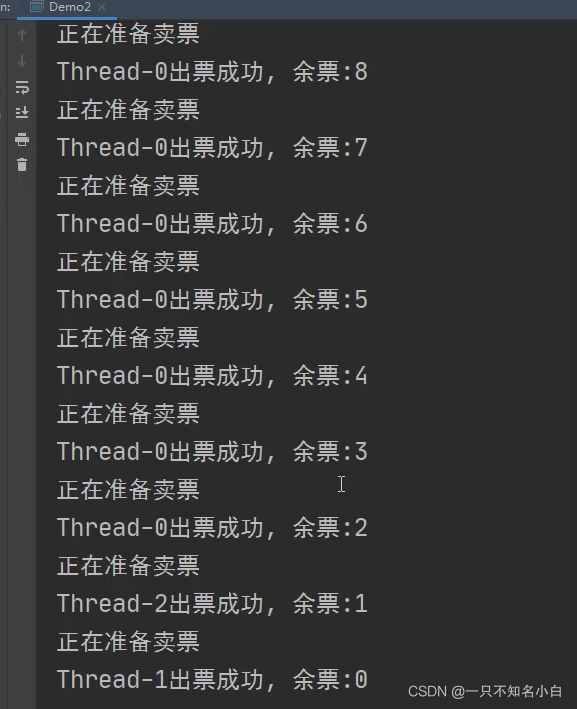 n:
Demo2
正在准备卖票
Thread-0出票成功, 余票:8
正在准备卖票
Thread-0出票成功, 余票:7
正在准备卖票
Thread-0出票成功, 余票:6
正在准备卖票
Thread-0出票成功, 余票:5
正在准备卖票
Thread-0出票成功, 余票:4
正在准备卖票
Thread-0出票成功, 余票:3
正在准备卖票
Thread-0出票成功, 余票:2
正在准备卖票
Thread-2出票成功, 余票:1
正在准备卖票
Thread-1出票成功, 余票:0
CSDN @一只不知名小白